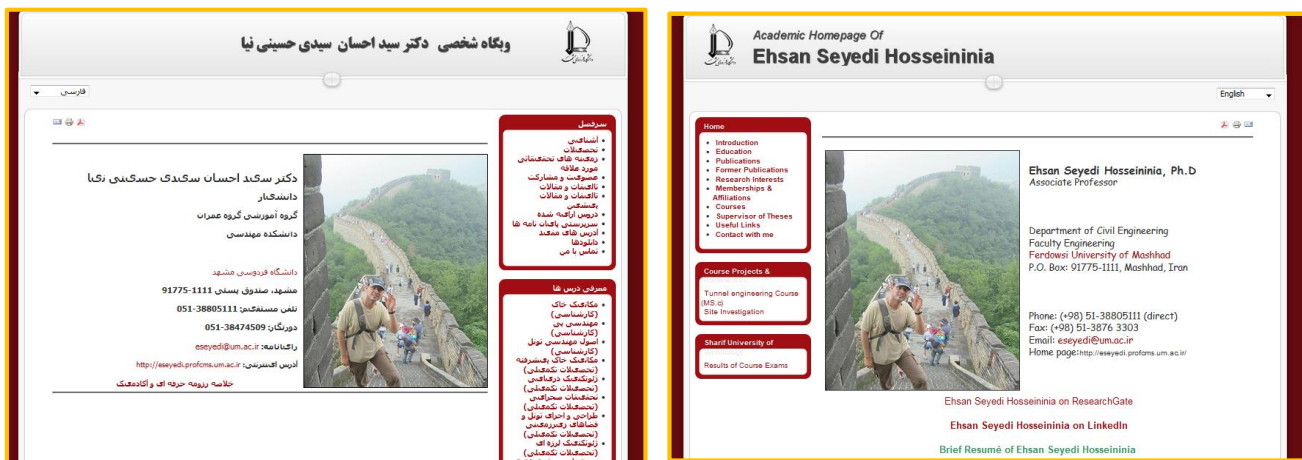 وبگاه شخصی دکتر سید احسان سیدی حسینی نیا
فارسی
سرفصل
آشنایی
تحصیلات
زمینه های تحقیقاتی
مورد علاقه
عضویت و مشارکت
تالیفات و مقالات
تالیفات و مقالات
پیشین
دروس ارایه شده
سرپرستی پایان نامه ها
آدرس های مفید
دانلودها
تماس با من
معرفی درس ها
مکانیک خاک
(کارشناسی)
مهندسی پی
(کارشناسی)
اصول مهندسی تونل
(کارشناسی)
مکانیک خاک پیشرفته
(تحصیلات تکمیلی)
ژئوتکنیک دریایی
(تحصیلات تکمیلی)
تحقیقات صحرایی
(تحصیلات تکمیلی)
طراحی و اجرای تونل و
فضاهای زیرزمینی
(تحصیلات تکمیلی)
ژئوتکنیک لرزه ای
(تحصیلات تکمیلی)
دکتر سید احسان سیدی حسینی نیا
دانشیار
گروه آموزشی گروه عمران
دانشکده مهندسی
دانشگاه فردوسی مشهد
مشهد، صندوق پستی 1111-91775
تلفن مستقیم: 38805111-051
دورنگار: 38474509-051
رایانامه: eseyedi@um.ac.ir
آدرس اینترنتی: http://eseyedi.profcms.um.ac.ir
خلاصه رزومه حرفه ای و آکادمیک
Academic Homepage Of
Ehsan Seyedi Hosseininia
English
Home
Introduction
Education
Publications
Former Publications
Research Interests
Memberships &
Affiliations
Courses
Supervisor of Theses
Useful Links
Contact with me
Course Projects &
Tunnel engineering Course
(MS.c)
Site Investigation
Sharif University of
Results of Course Exams
Ehsan Seyedi Hosseininia, Ph.D
Associate Professor
Department of Civil Engineering
Faculty Engineering
Ferdowsi University of Mashhad
P.O. Box: 91775-1111, Mashhad, Iran
Phone: (+98) 51-38805111 (direct)
Fax: (+98) 51-3876 3303
Email: eseyedi@um.ac.ir
Home page:http://eseyedi.profcms.um.ac.ir/
Ehsan Seyedi Hosseininia on ResearchGate
Ehsan Seyedi Hosseininia on LinkedIn
Brief Resumé of Ehsan Seyedi Hosseininia